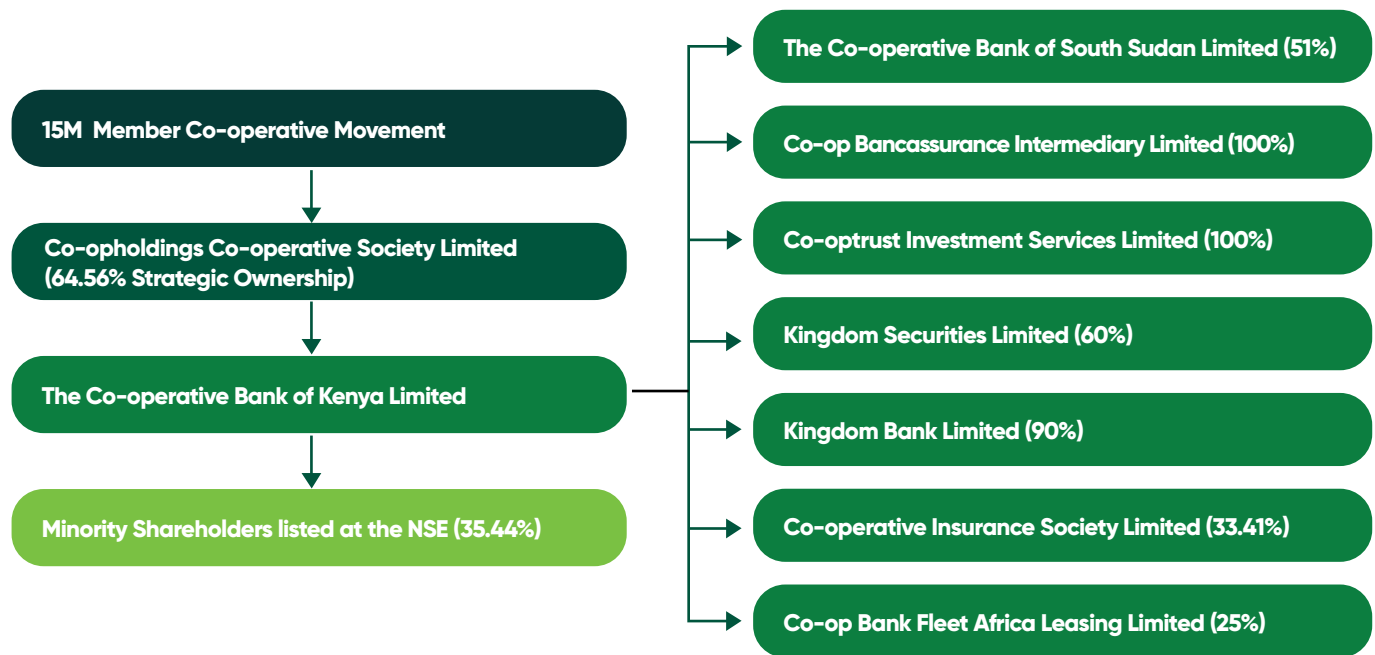 15M  Member Co-operative Movement
Co-opholdings Co-operative Society Limited
(64.56% Strategic Ownership)
The Co-operative Bank of Kenya Limited
Minority Shareholders listed at the NSE (35.44%)
The Co-operative Bank of South Sudan Limited (51%)
Co-op Bancassurance Intermediary Limited (100%)
Co-optrust Investment Services Limited (100%)
Kingdom Securities Limited (60%)
Kingdom Bank Limited (90%)
Co-operative Insurance Society Limited (33.41%)
Co-op Bank Fleet Africa Leasing Limited (25%)